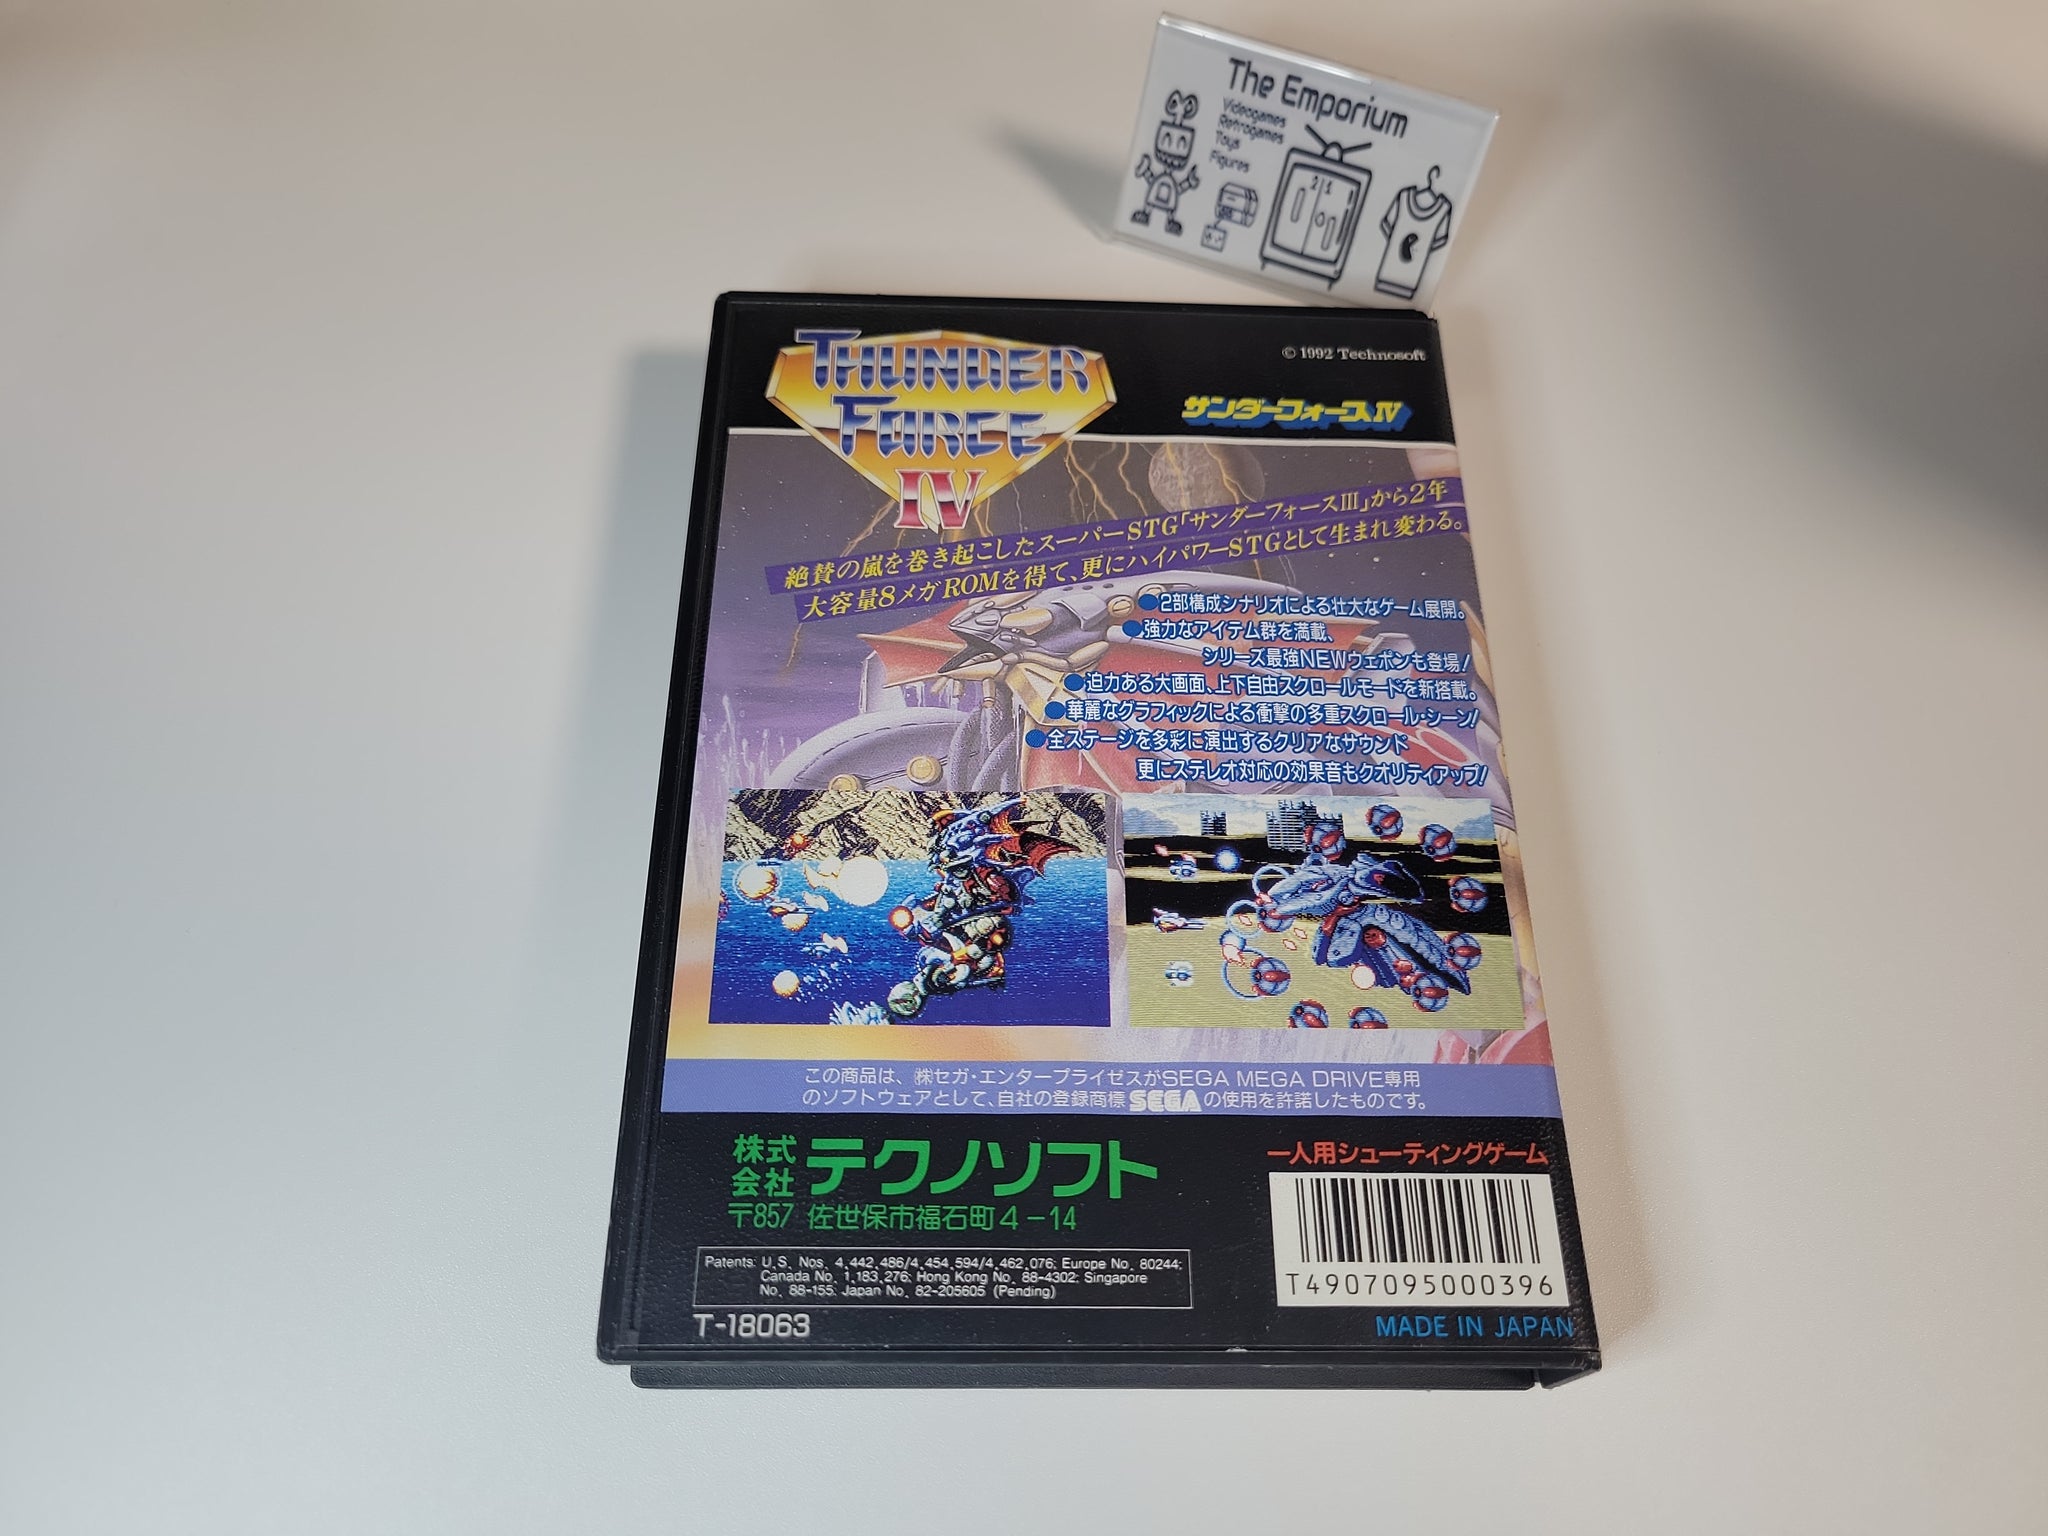 The Emporium
Videogames
Retrogames
Toys
Figures
THUNDER
FORCE
IV
© 1992 Technosoft
サンダーフォースIV
絶賛の嵐を巻き起こしたスーパーSTG「サンダーフォースIII」から2年
大容量8メガROMを得て、更にハイパワーSTGとして生まれ変わる。
●2部構成シナリオによる壮大なゲーム展開。
●強力なアイテム群を満載、
シリーズ最強NEWウェポンも登場!
●迫力ある大画面、上下自由スクロールモードを新搭載。
●華麗なグラフィックによる衝撃の多重スクロール・シーン!
●全ステージを多彩に演出するクリアなサウンド
更にステレオ対応の効果音もクオリティアップ!
この商品は、㈱セガ・エンタープライゼスがSEGA MEGA DRIVE専用
のソフトウェアとして、自社の登録商標 SEGA の使用を許諾したものです。
株式会社 テクノソフト
〒857 佐世保市福石町4-14
一人用シューティングゲーム
Patents: U.S. Nos. 4,442,486/4,454,594/4,462,076; Europe No. 80244;
Canada No. 1,183,276; Hong Kong No. 88-4302; Singapore
No. 88-155; Japan No. 82-205605 (Pending)
T4907095000396
T-18063
MADE IN JAPAN